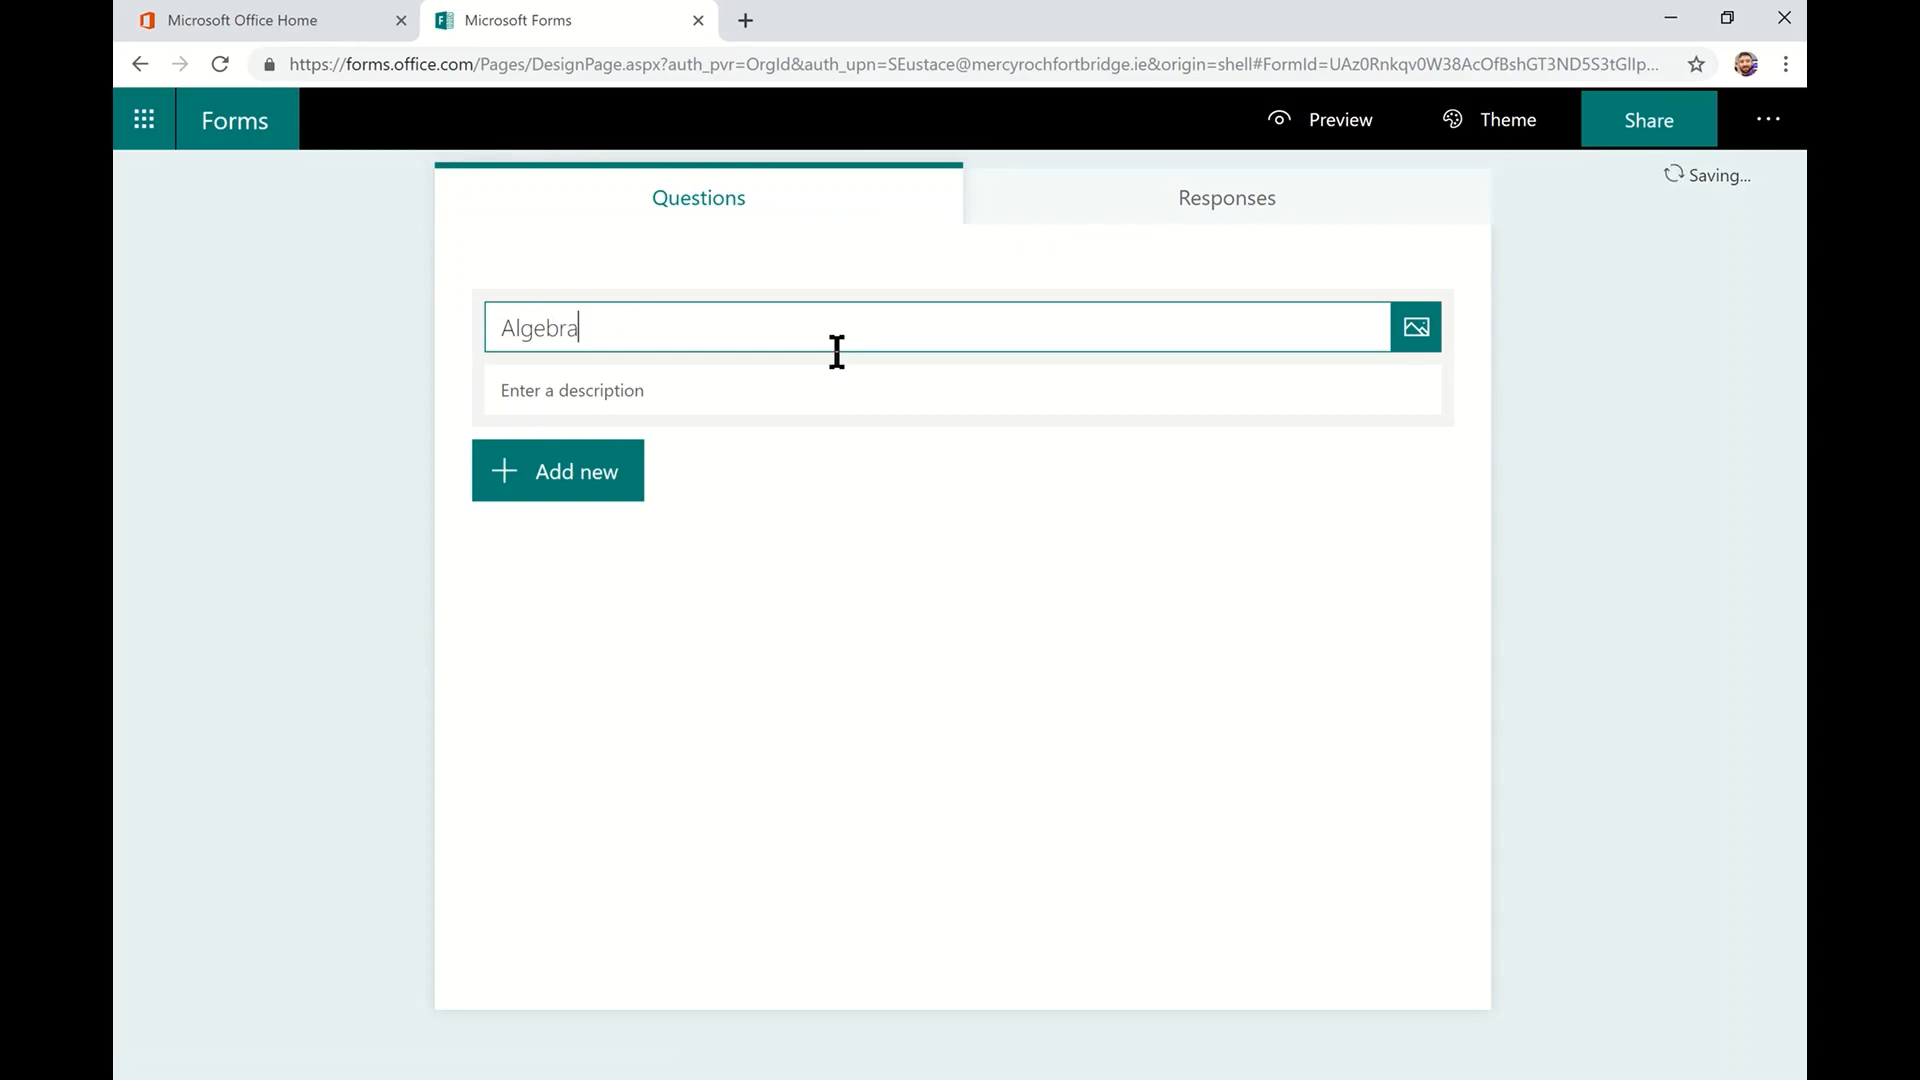 Microsoft Office Home
Microsoft Forms
https://forms.office.com/Pages/DesignPage.aspx?auth_pvr=OrgId&auth_upn=SEustace@mercyrochfortbridge.ie&origin=shell#FormId=UAz0Rnkqv0W38AcOfBshGT3ND5S3tGlIp...
Forms
Preview
Theme
Share
Saving...
Questions
Responses
Algebra
Enter a description
Add new